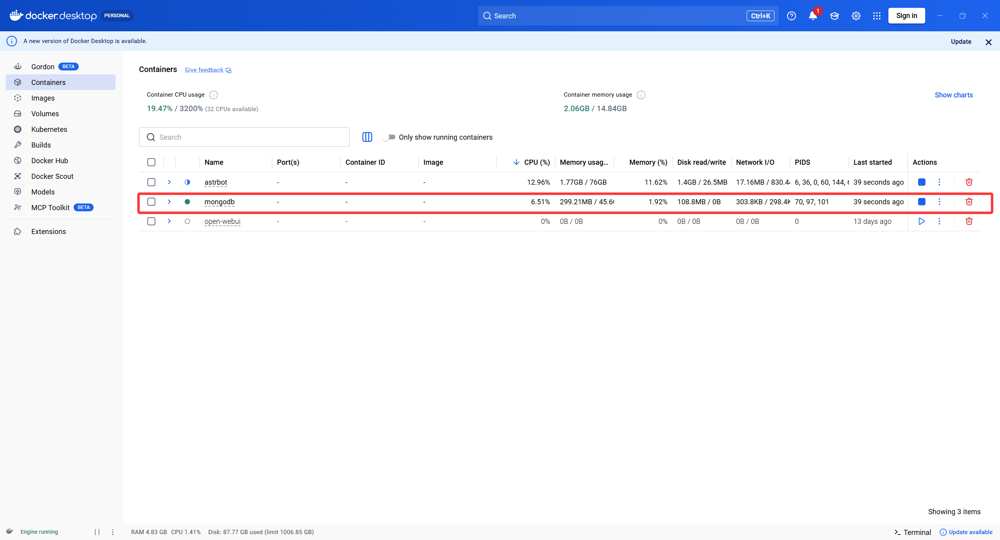 docker.desktop PERSONAL
Search Ctrl+K 1 Sign in
A new version of Docker Desktop is available. Update
Gordon BETA
Containers
Images
Volumes
Kubernetes
Builds
Docker Hub
Docker Scout
Models
MCP Toolkit BETA
Extensions
Containers Give feedback
Container CPU usage
19.47% / 3200% (32 CPUs available)
Container memory usage
2.06GB / 14.84GB
Show charts
Search Only show running containers
Name Port(s) Container ID Image CPU (%) Memory usag... Memory (%) Disk read/write Network I/O PIDS Last started Actions
astrbot - - - 12.96% 1.77GB / 76GB 11.62% 1.4GB / 26.5MB 17.16MB / 830.4 6, 36, 0, 60, 144, 39 seconds ago
mongodb - - - 6.51% 299.21MB / 45.6 1.92% 108.8MB / 0B 303.8KB / 298.4K 70, 97, 101 39 seconds ago
open-webui - - - 0% 0B / 0B 0% 0B / 0B 0B / 0B 0 13 days ago
Showing 3 items
Engine running RAM 4.83 GB CPU 1.41% Disk: 87.77 GB used (limit 1006.85 GB) Terminal Update available